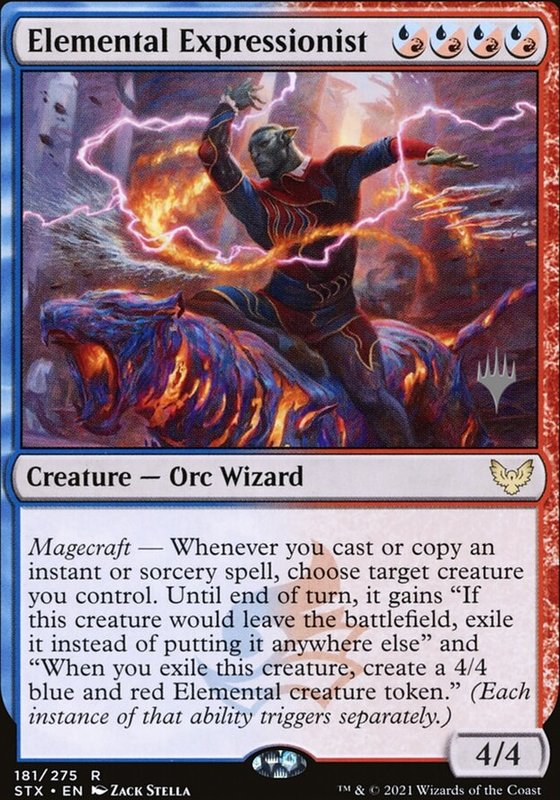 Elemental Expressionist
Creature — Orc Wizard
Magecraft — Whenever you cast or copy an
instant or sorcery spell, choose target creature
you control. Until end of turn, it gains “If
this creature would leave the battlefield, exile
it instead of putting it anywhere else” and
“When you exile this creature, create a 4/4
blue and red Elemental creature token.” (Each
instance of that ability triggers separately.)
4/4
181/275 R
STX • EN Zack Stella
™ & © 2021 Wizards of the Coast